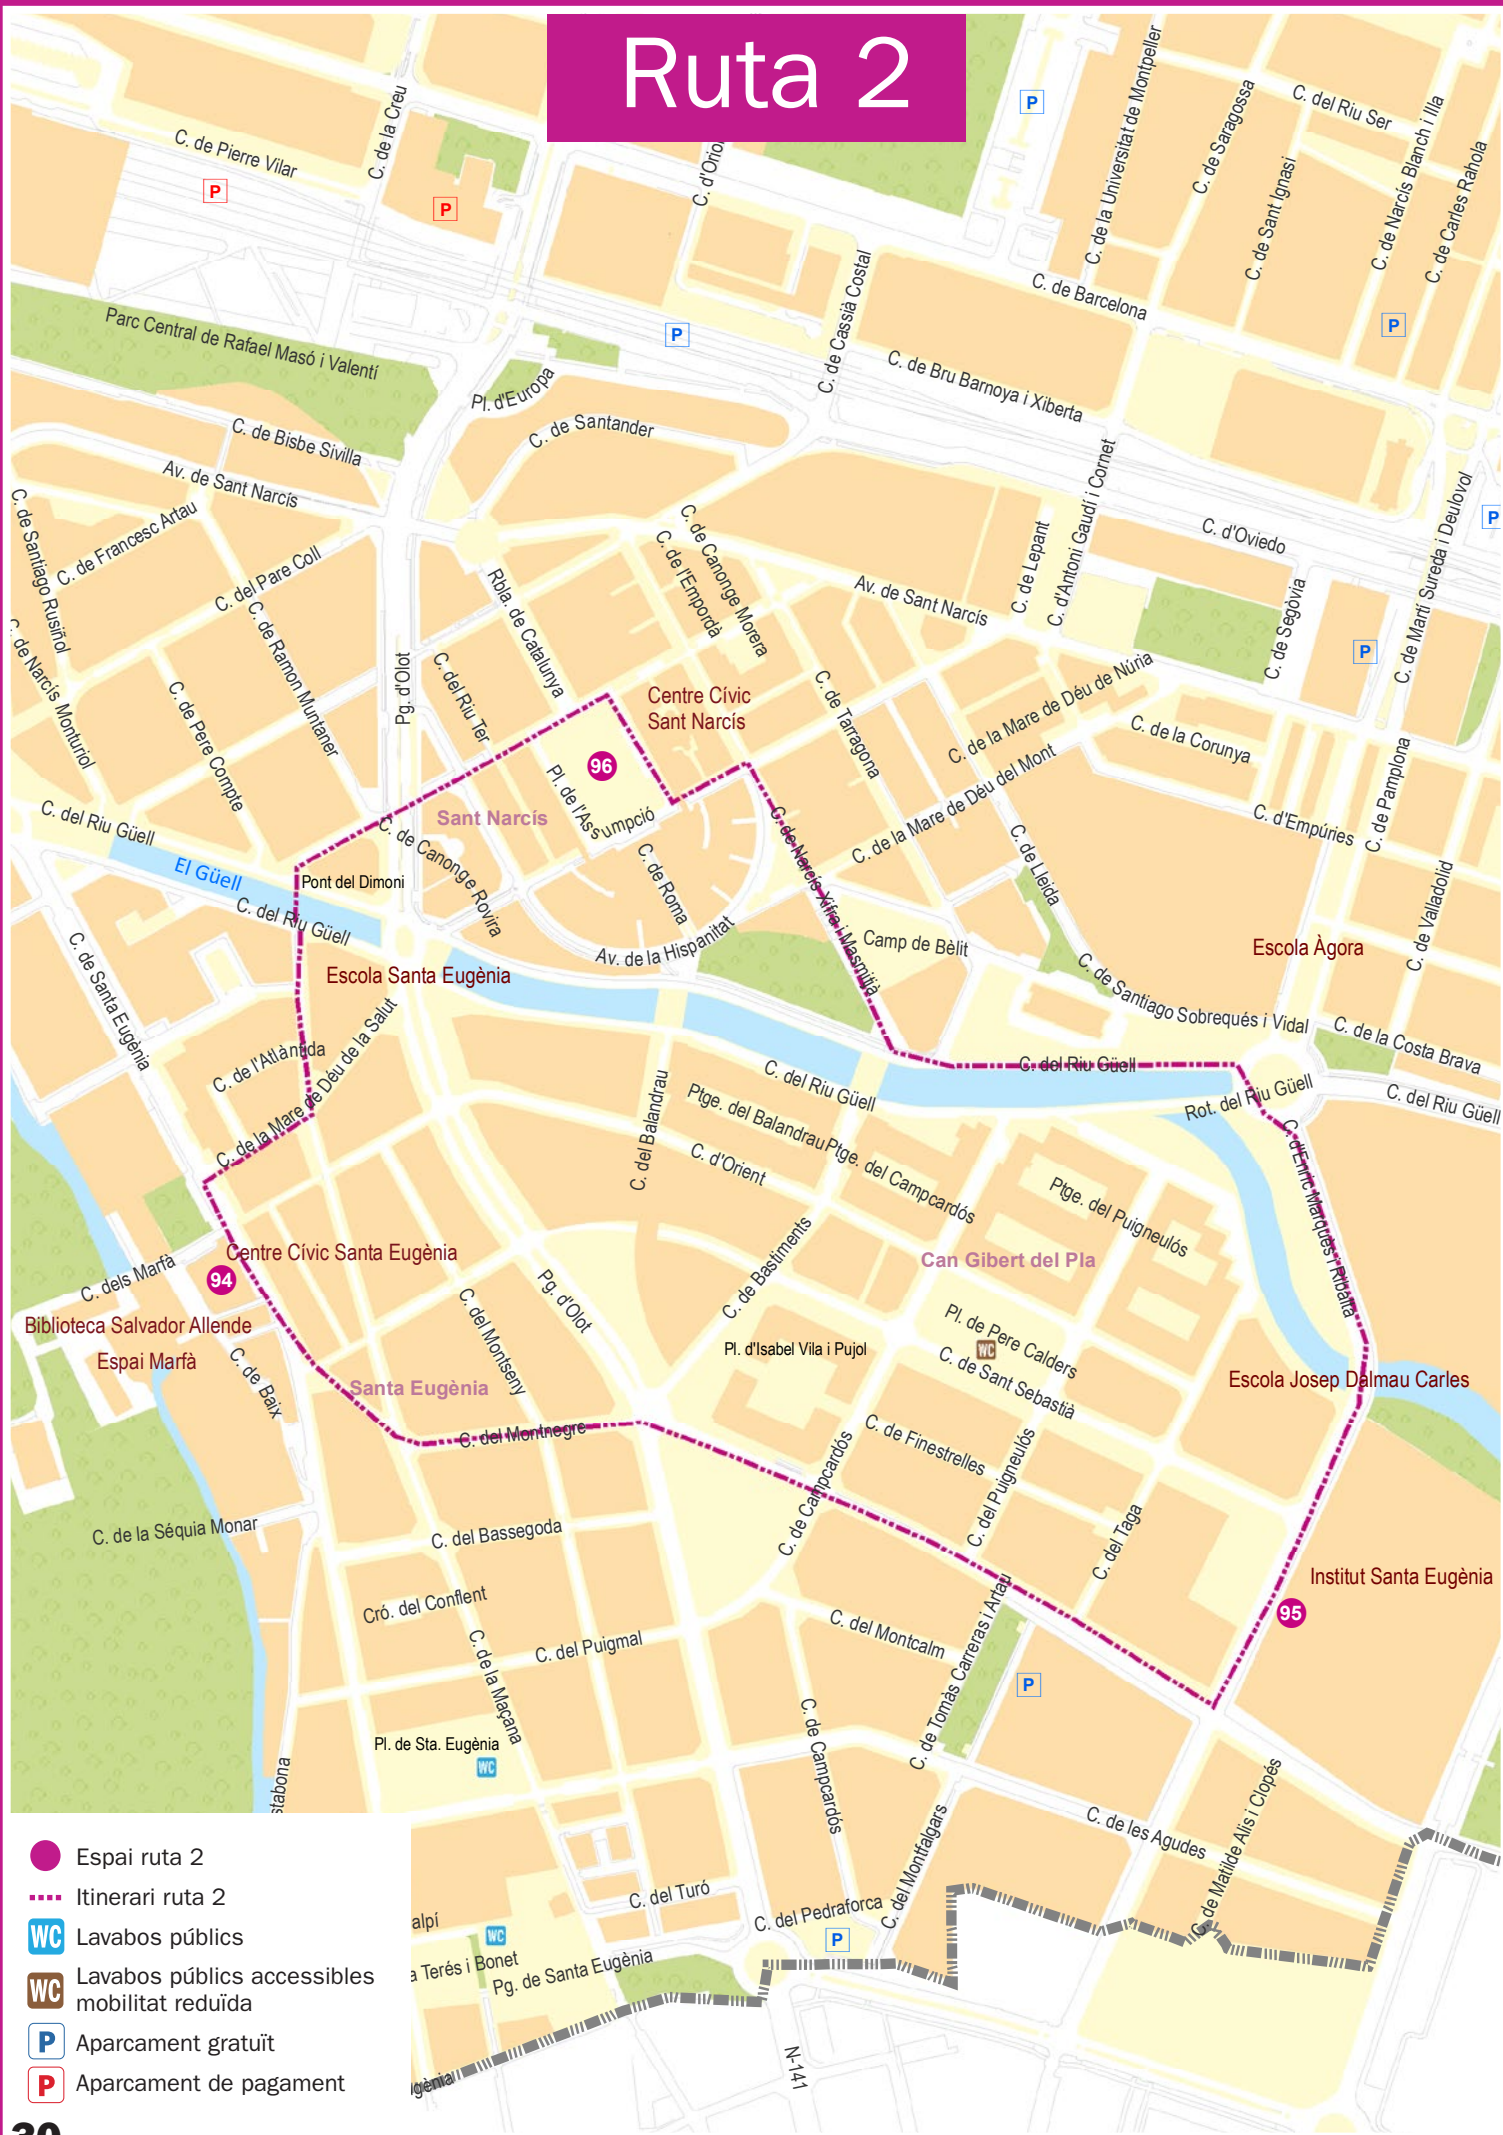 Ruta 2
C. del Riu Ser
C. de Pierre Vilar
C. de la Creu
P
P
P
C. d'Orio
C. de la Universitat de Montpeller
C. de Saragossa
C. de Sant Ignasi
C. de Narcís Blanch i Illa
C. de Carles Rahola
C. de Barcelona
Parc Central de Rafael Masó i Valentí
P
P
C. de Cassià Costal
C. de Bru Barnoya i Xiberta
Pl. d'Europa
C. de Santander
C. de Bisbe Sivilla
Av. de Sant Narcís
C. de Santiago Rusiñol
C. de Francesc Artau
C. del Pare Coll
C. de Ramon Muntaner
C. de Narcís Monturiol
C. de Pere Compte
Pg. d'Olot
C. del Riu Ter
Rbla. de Catalunya
C. de l'Empordà
C. de Canonge Morera
Av. de Sant Narcís
C. de Lepant
C. d'Antoni Gaudí i Cornet
C. d'Oviedo
P
C. de Segòvia
P
C. de Martí Sureda i Deulovol
Centre Cívic
Sant Narcís
96
Pl. de l'Assumpció
C. de Tarragona
C. de la Mare de Déu de Núria
C. de la Mare de Déu del Mont
C. de la Corunya
C. d'Empúries
C. de Pamplona
C. de Valladolid
C. del Riu Güell
El Güell
Sant Narcís
C. de Canonge Rovira
Pont del Dimoni
C. del Riu Güell
C. de Roma
C. de Narcís Xifra i Masmitjà
C. de Lleida
Av. de la Hispanitat
Camp de Bèlit
Escola Àgora
Escola Santa Eugènia
C. de Santa Eugènia
C. de Santiago Sobrequés i Vidal
C. de la Costa Brava
C. de l'Atlàntida
C. de la Mare de Déu de la Salut
C. del Balandrau
C. del Riu Güell
C. del Riu Güell
Rot. del Riu Güell
C. del Riu Güell
Ptge. del Balandrau
Ptge. del Campcardós
C. d'Orient
Ptge. del Puigneulós
C. d'Enric Marquès i Ribalta
Centre Cívic Santa Eugènia
C. dels Marfà
94
Can Gibert del Pla
C. de Bastiments
Pg. d'Olot
C. del Montseny
Biblioteca Salvador Allende
Espai Marfà
C. de Baix
Pl. d'Isabel Vila i Pujol
Pl. de Pere Calders
WC
C. de Sant Sebastià
Escola Josep Dalmau Carles
Santa Eugènia
C. del Montnegre
C. de Finestrelles
C. de Campcardós
C. del Puigneulós
C. del Taga
C. de la Séquia Monar
C. del Bassegoda
Institut Santa Eugènia
95
Cró. del Conflent
C. del Puigmal
C. del Montcalm
C. de Tomàs Carreras i Artau
P
C. de la Maçana
C. de Campcardós
Pl. de Sta. Eugènia
WC
stabona
C. de les Agudes
C. de Matilde Alis i Clopés
C. del Montfalgars
C. del Turó
C. del Pedraforca
P
alpí
WC
a Terés i Bonet
Pg. de Santa Eugènia
N-141
gènia
Espai ruta 2
Itinerari ruta 2
WC Lavabos públics
WC Lavabos públics accessibles
mobilitat reduïda
P Aparcament gratuït
P Aparcament de pagament
30